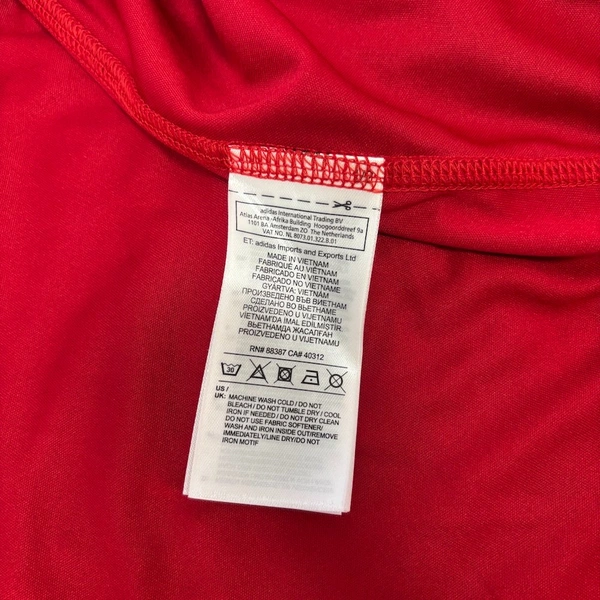 adidas International Trading BV
Atlas Arena -Afrika Building Hoogoorddreef 9a
1101 BA Amsterdam ZO The Netherlands
VAT NO. NL 8073.01.322.B.01
ET: adidas Imports and Exports Ltd
MADE IN VIETNAM
FABRIQUÉ AU VIÊTNAM
FABRICADO EN VIETNAM
FABRICADO NO VIETNAME
GYÁRTVA: VIETNÁM
ПРОИЗВЕДЕНО ВЪВ ВИЕТНАМ
СДЕЛАНО ВО ВЬЕТНАМЕ
PROIZVEDENO U VIJETNAMU
VIETNAM'DA IMAL EDİLMİŞTİR
ВЬЕТНАМДА ЖАСАЛҒАН
PROIZVEDENO U VIJETNAMU
RN# 88387 CA# 40312
30
US /
UK: MACHINE WASH COLD / DO NOT
BLEACH / DO NOT TUMBLE DRY / COOL
IRON IF NEEDED / DO NOT DRY CLEAN
DO NOT USE FABRIC SOFTENER/
WASH AND IRON INSIDE OUT/REMOVE
IMMEDIATELY/LINE DRY/DO NOT
IRON MOTIF